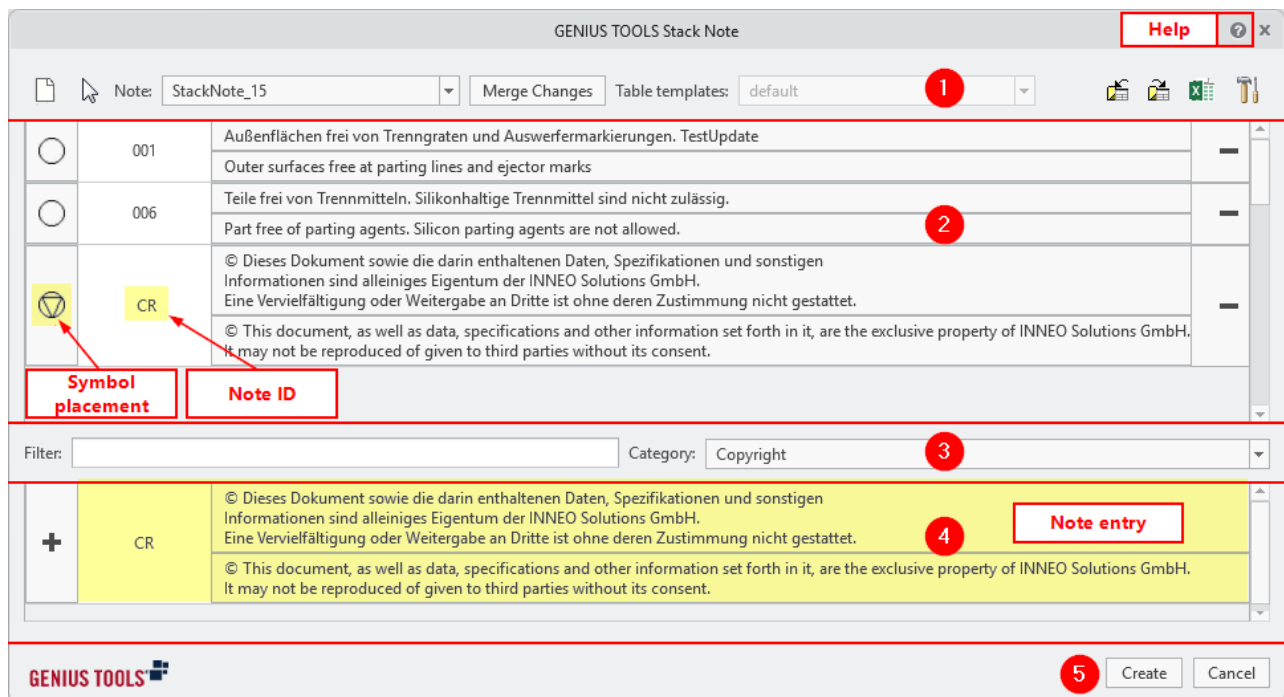 GENIUS TOOLS Stack Note
Help
Note:
StackNote_15
Merge Changes
Table templates:
default
1
001
Außenflächen frei von Trenngraten und Auswerfermarkierungen. TestUpdate
Outer surfaces free at parting lines and ejector marks
006
Teile frei von Trennmitteln. Silikonhaltige Trennmittel sind nicht zulässig.
Part free of parting agents. Silicon parting agents are not allowed.
2
CR
© Dieses Dokument sowie die darin enthaltenen Daten, Spezifikationen und sonstigen
Informationen sind alleiniges Eigentum der INNEO Solutions GmbH.
Eine Vervielfältigung oder Weitergabe an Dritte ist ohne deren Zustimmung nicht gestattet.
© This document, as well as data, specifications and other information set forth in it, are the exclusive property of INNEO Solutions GmbH.
It may not be reproduced of given to third parties without its consent.
Symbol
placement
Note ID
Filter:
Category:
Copyright
3
CR
© Dieses Dokument sowie die darin enthaltenen Daten, Spezifikationen und sonstigen
Informationen sind alleiniges Eigentum der INNEO Solutions GmbH.
Eine Vervielfältigung oder Weitergabe an Dritte ist ohne deren Zustimmung nicht gestattet.
Note entry
4
© This document, as well as data, specifications and other information set forth in it, are the exclusive property of INNEO Solutions GmbH.
It may not be reproduced of given to third parties without its consent.
GENIUS TOOLS
5
Create
Cancel